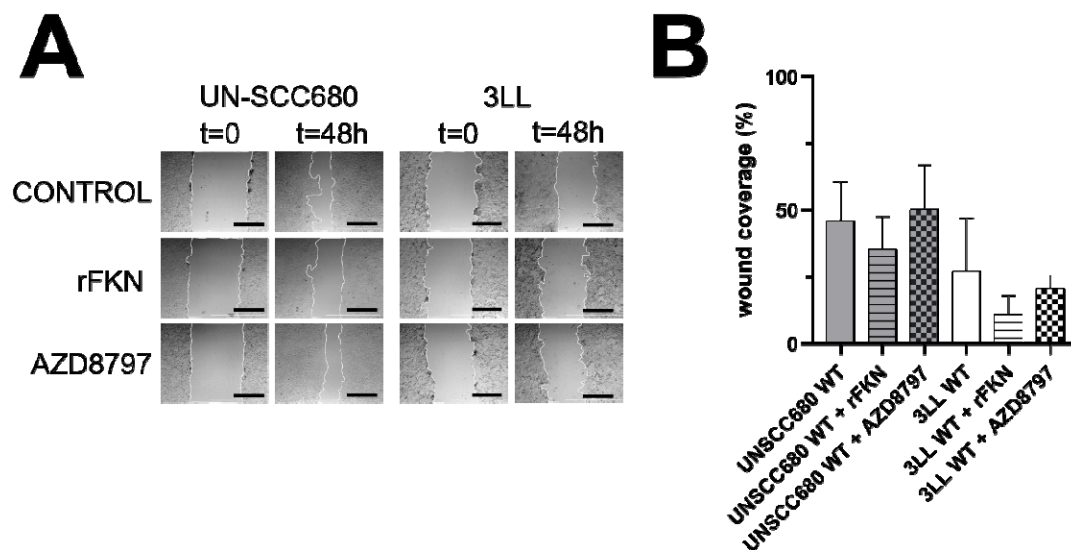 A
UN-SCC680 3LL
t=0 t=48h t=0 t=48h
CONTROL
rFKN
AZD8797
B
wound coverage (%)
100
50
0
UNSCC680 WT
UNSCC680 WT + rFKN
UNSCC680 WT + AZD8797
3LL WT
3LL WT + rFKN
3LL WT + AZD8797